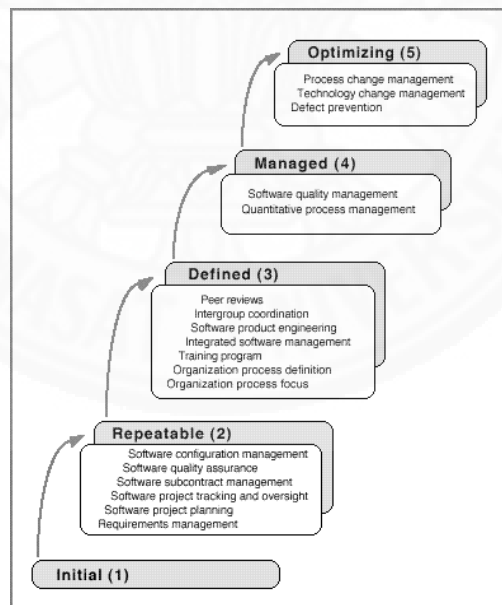 Optimizing (5)
Process change management
Technology change management
Defect prevention
Managed (4)
Software quality management
Quantitative process management
Defined (3)
Peer reviews
Intergroup coordination
Software product engineering
Integrated software management
Training program
Organization process definition
Organization process focus
Repeatable (2)
Software configuration management
Software quality assurance
Software subcontract management
Software project tracking and oversight
Software project planning
Requirements management
Initial (1)